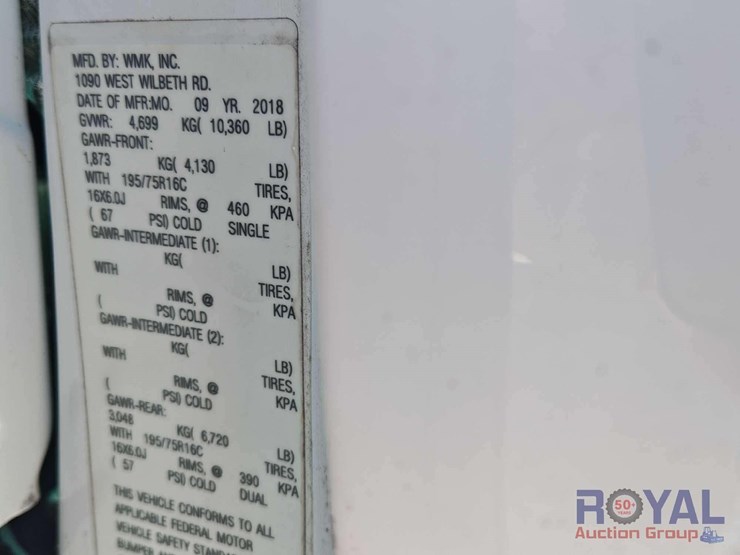 MFD. BY: WMK, INC.
1090 WEST WILBETH RD.
DATE OF MFR:MO. 09 YR. 2018
GVWR: 4,699 KG( 10,360 LB)
GAWR-FRONT:
1,873 KG( 4,130 LB)
WITH 195/75R16C TIRES,
16X6.0J RIMS, @ 460 KPA
( 67 PSI) COLD SINGLE
GAWR-INTERMEDIATE (1):
KG( LB)
WITH TIRES,
RIMS, @ KPA
( PSI) COLD
GAWR-INTERMEDIATE (2):
KG( LB)
WITH TIRES,
RIMS, @ KPA
( PSI) COLD
GAWR-REAR:
3,048 KG( 6,720 LB)
WITH 195/75R16C TIRES,
16X6.0J RIMS, @ 390 KPA
( 57 PSI) COLD DUAL
THIS VEHICLE CONFORMS TO ALL
APPLICABLE FEDERAL MOTOR
VEHICLE SAFETY STANDA
BUMPER
ROYAL
50+
YEARS
Auction Group